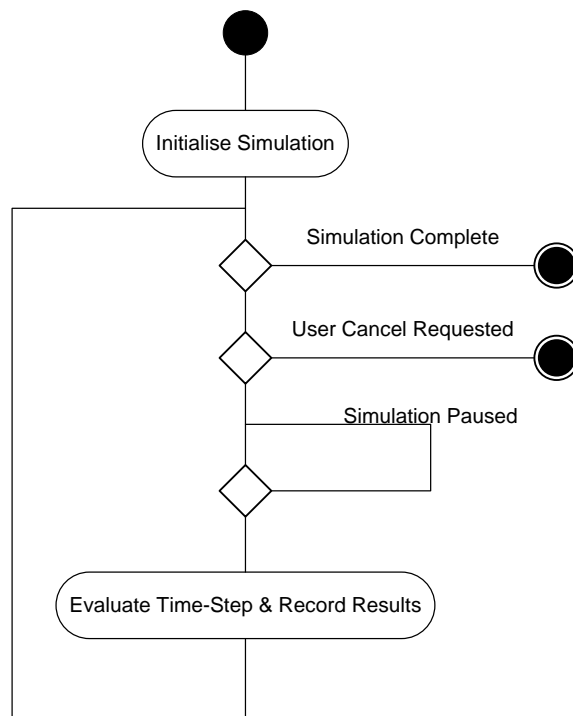 Initialise Simulation
Simulation Complete
User Cancel Requested
Simulation Paused
Evaluate Time-Step & Record Results